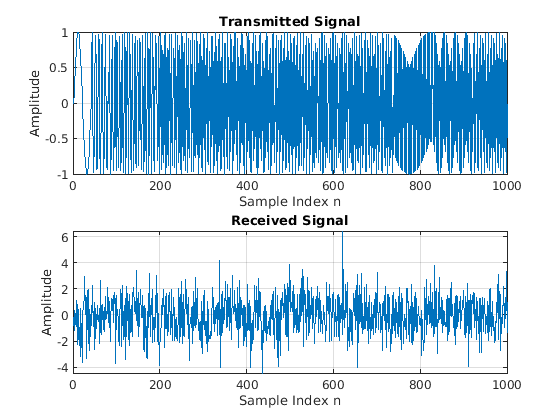 Transmitted Signal
1
0.5
0
-0.5
-1
Amplitude
0 200 400 600 800 1000
Sample Index n
Received Signal
6
4
2
0
-2
-4
Amplitude
0 200 400 600 800 1000
Sample Index n